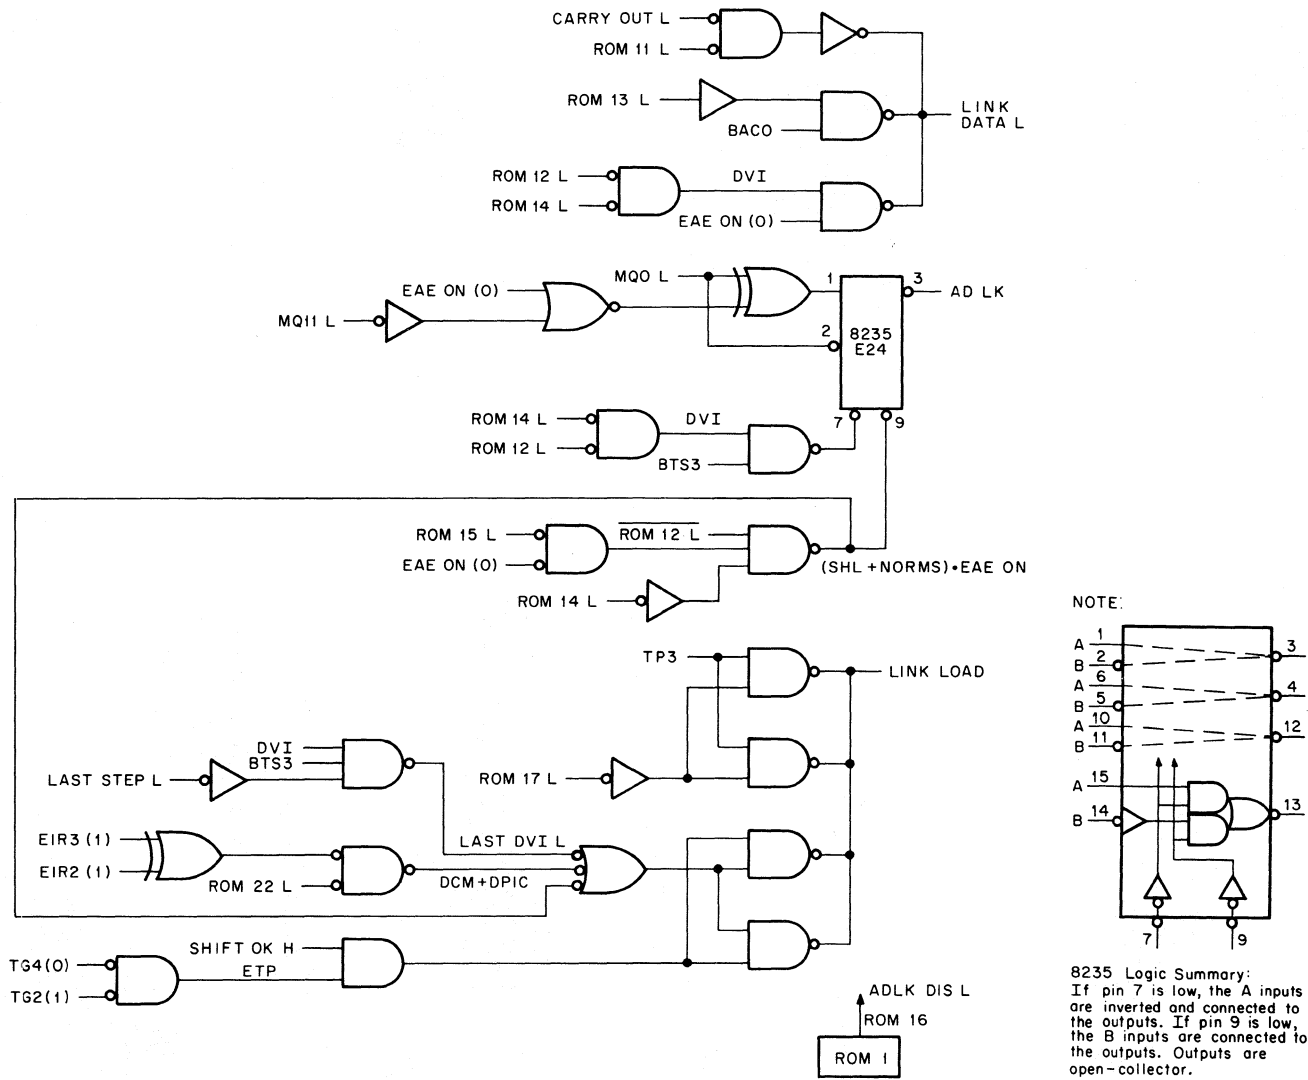 CARRY OUT L
ROM 11 L
ROM 13 L
BACO
LINK
DATA L
ROM 12 L
DVI
ROM 14 L
EAE ON (0)
MQ0 L
1
3
EAE ON (0)
AD LK
MQ11 L
2
8235
E24
ROM 14 L
DVI
7
9
ROM 12 L
BTS3
ROM 15 L
ROM 12 L
EAE ON (0)
(SHL + NORMS) • EAE ON
ROM 14 L
NOTE:
TP3
LINK LOAD
A 1
3
B 2
A 6
4
B 5
A 10
12
B 11
A 15
13
B 14
7
9
DVI
BTS3
LAST STEP L
ROM 17 L
EIR3 (1)
LAST DVI L
EIR2 (1)
ROM 22 L
DCM + DPIC
SHIFT OK H
TG4(0)
ETP
TG2(1)
ADLK DIS L
ROM 16
ROM 1
8235 Logic Summary:
If pin 7 is low, the A inputs
are inverted and connected to
the outputs. If pin 9 is low,
the B inputs are connected to
the outputs. Outputs are
open-collector.